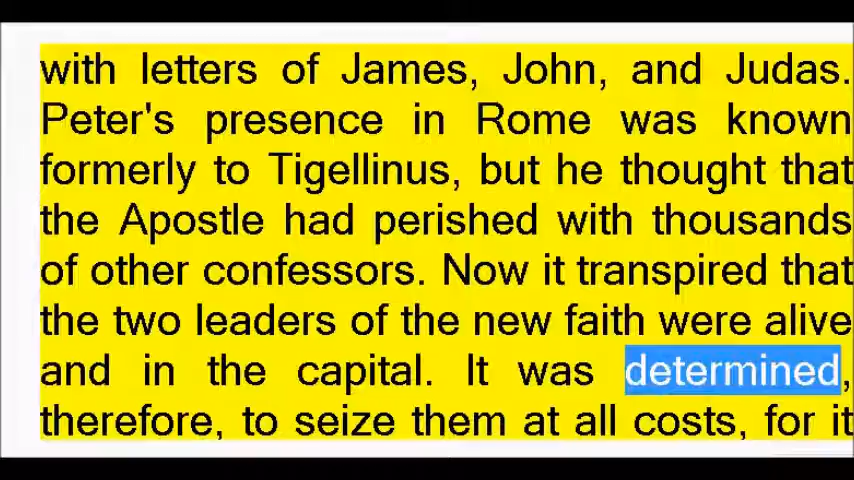 with letters of James, John, and Judas.
Peter's presence in Rome was known
formerly to Tigellinus, but he thought that
the Apostle had perished with thousands
of other confessors. Now it transpired that
the two leaders of the new faith were alive
and in the capital. It was determined,
therefore, to seize them at all costs, for it